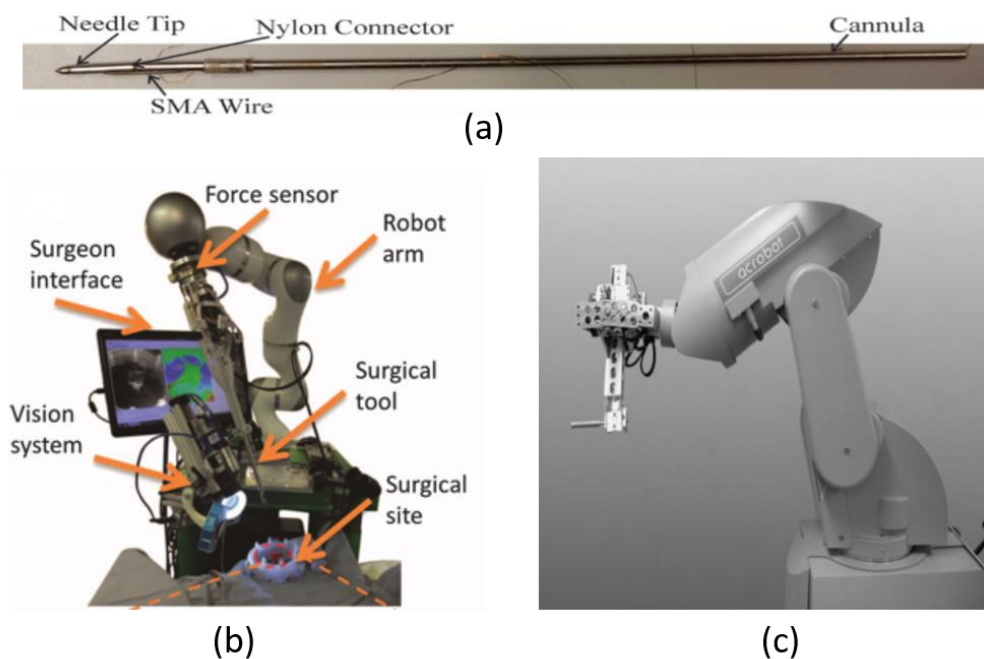 Needle Tip
Nylon Connector
Cannula
SMA Wire
(a)
Force sensor
Surgeon
interface
Robot
arm
Surgical
tool
Vision
system
Surgical
site
acrobot
(b)
(c)